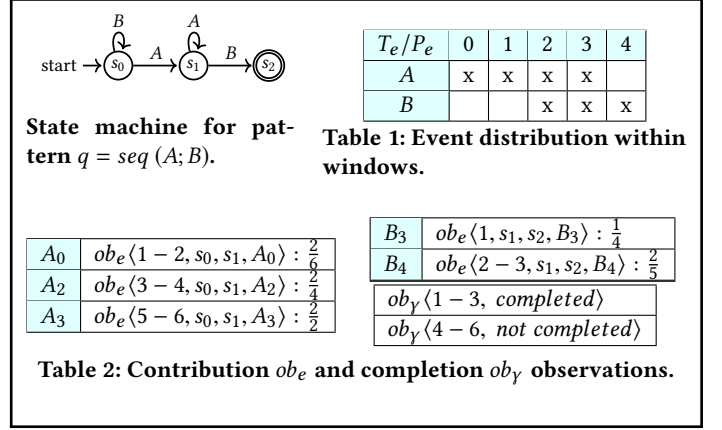 B A
start s0 A s1 B s2
State machine for pat-
tern q = seq (A; B).
Te/Pe 0 1 2 3 4
A x x x x
B x x x
Table 1: Event distribution within
windows.
A0 obe⟨1 − 2, s0, s1, A0⟩ : 2/6
A2 obe⟨3 − 4, s0, s1, A2⟩ : 2/4
A3 obe⟨5 − 6, s0, s1, A3⟩ : 2/2
B3 obe⟨1, s1, s2, B3⟩ : 1/4
B4 obe⟨2 − 3, s1, s2, B4⟩ : 2/5
obγ⟨1 − 3, completed⟩
obγ⟨4 − 6, not completed⟩
Table 2: Contribution obe and completion obγ observations.